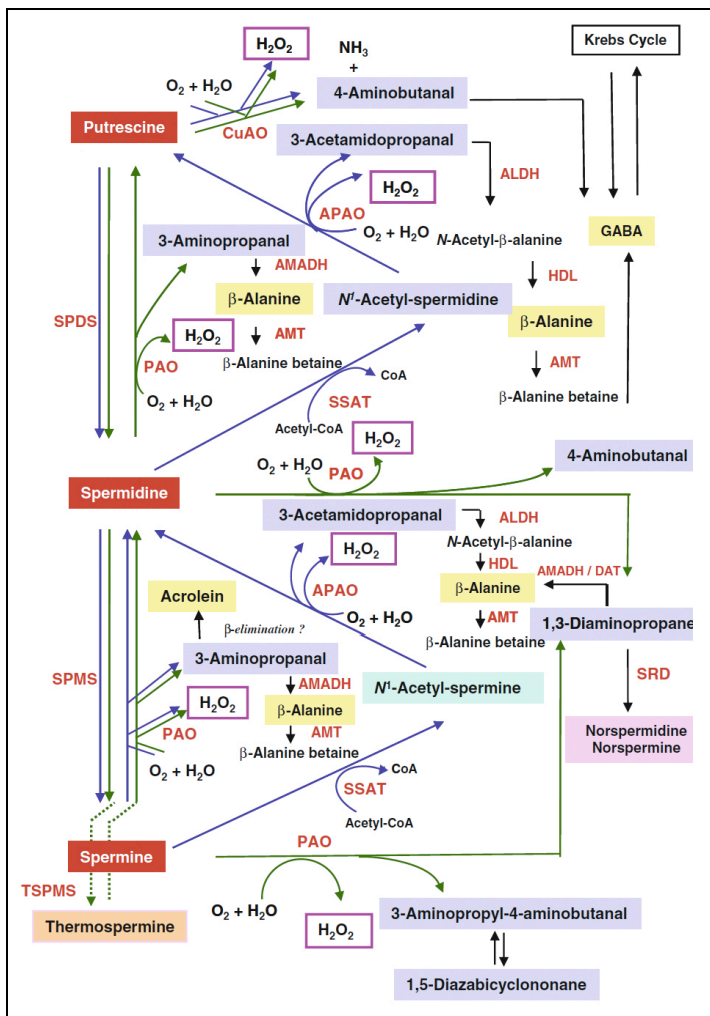 H₂O₂
NH₃
+
Krebs Cycle
O₂ + H₂O
4-Aminobutanal
Putrescine
CuAO
3-Acetamidopropanal
ALDH
H₂O₂
APAO
O₂ + H₂O
3-Aminopropanal
N-Acetyl-β-alanine
GABA
AMADH
HDL
β-Alanine
N¹-Acetyl-spermidine
β-Alanine
SPDS
H₂O₂
AMT
β-Alanine betaine
AMT
PAO
CoA
β-Alanine betaine
O₂ + H₂O
SSAT
Acetyl-CoA
H₂O₂
O₂ + H₂O
PAO
4-Aminobutanal
Spermidine
3-Acetamidopropanal
ALDH
N-Acetyl-β-alanine
H₂O₂
HDL
AMADH / DAT
APAO
β-Alanine
Acrolein
O₂ + H₂O
AMT
1,3-Diaminopropane
β-elimination ?
β-Alanine betaine
3-Aminopropanal
SPMS
AMADH
N¹-Acetyl-spermine
SRD
H₂O₂
β-Alanine
PAO
AMT
Norspermidine
Norspermine
β-Alanine betaine
O₂ + H₂O
CoA
SSAT
Acetyl-CoA
PAO
Spermine
TSPMS
O₂ + H₂O
3-Aminopropyl-4-aminobutanal
Thermospermine
H₂O₂
1,5-Diazabicyclononane